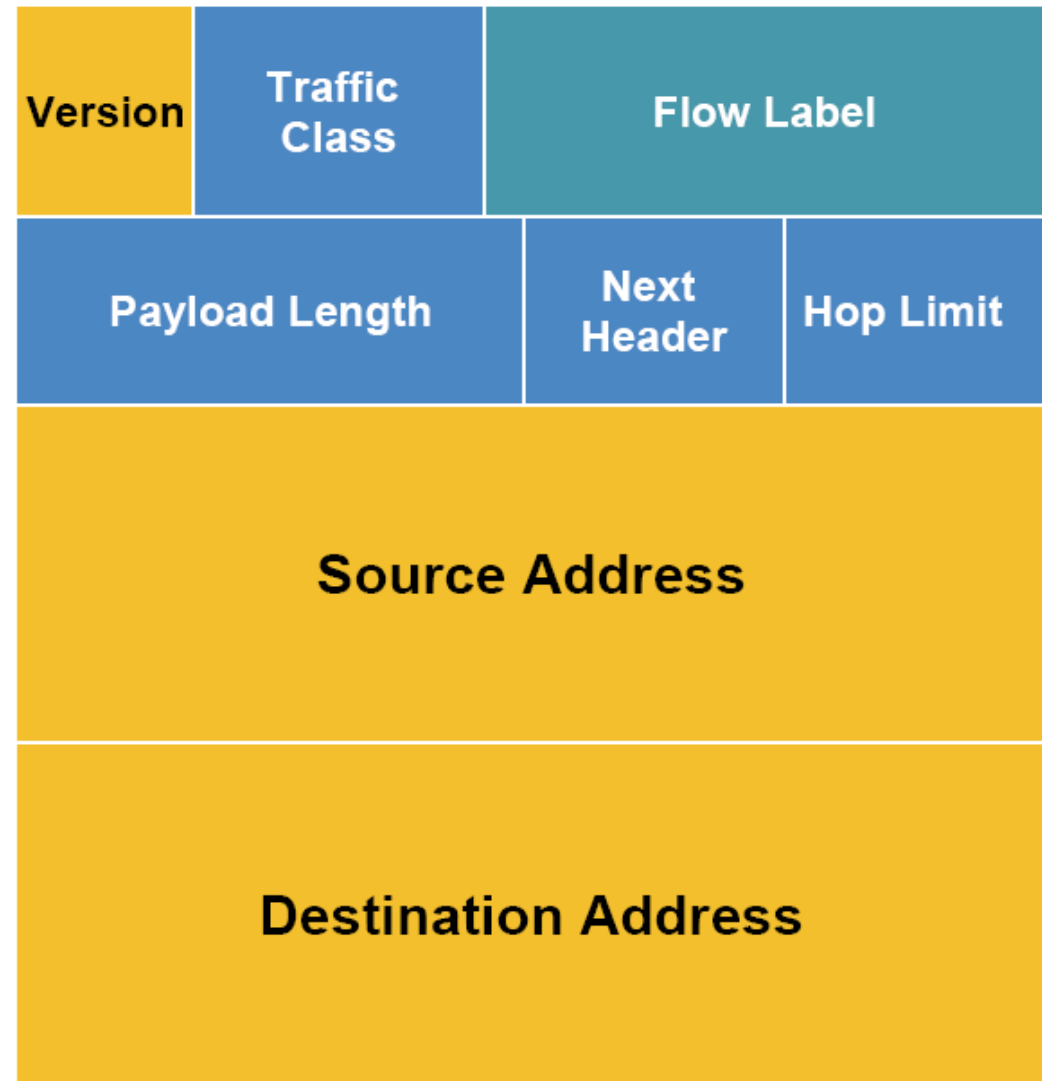 Version
Traffic
Class
Flow Label
Payload Length
Next
Header
Hop Limit
Source Address
Destination Address